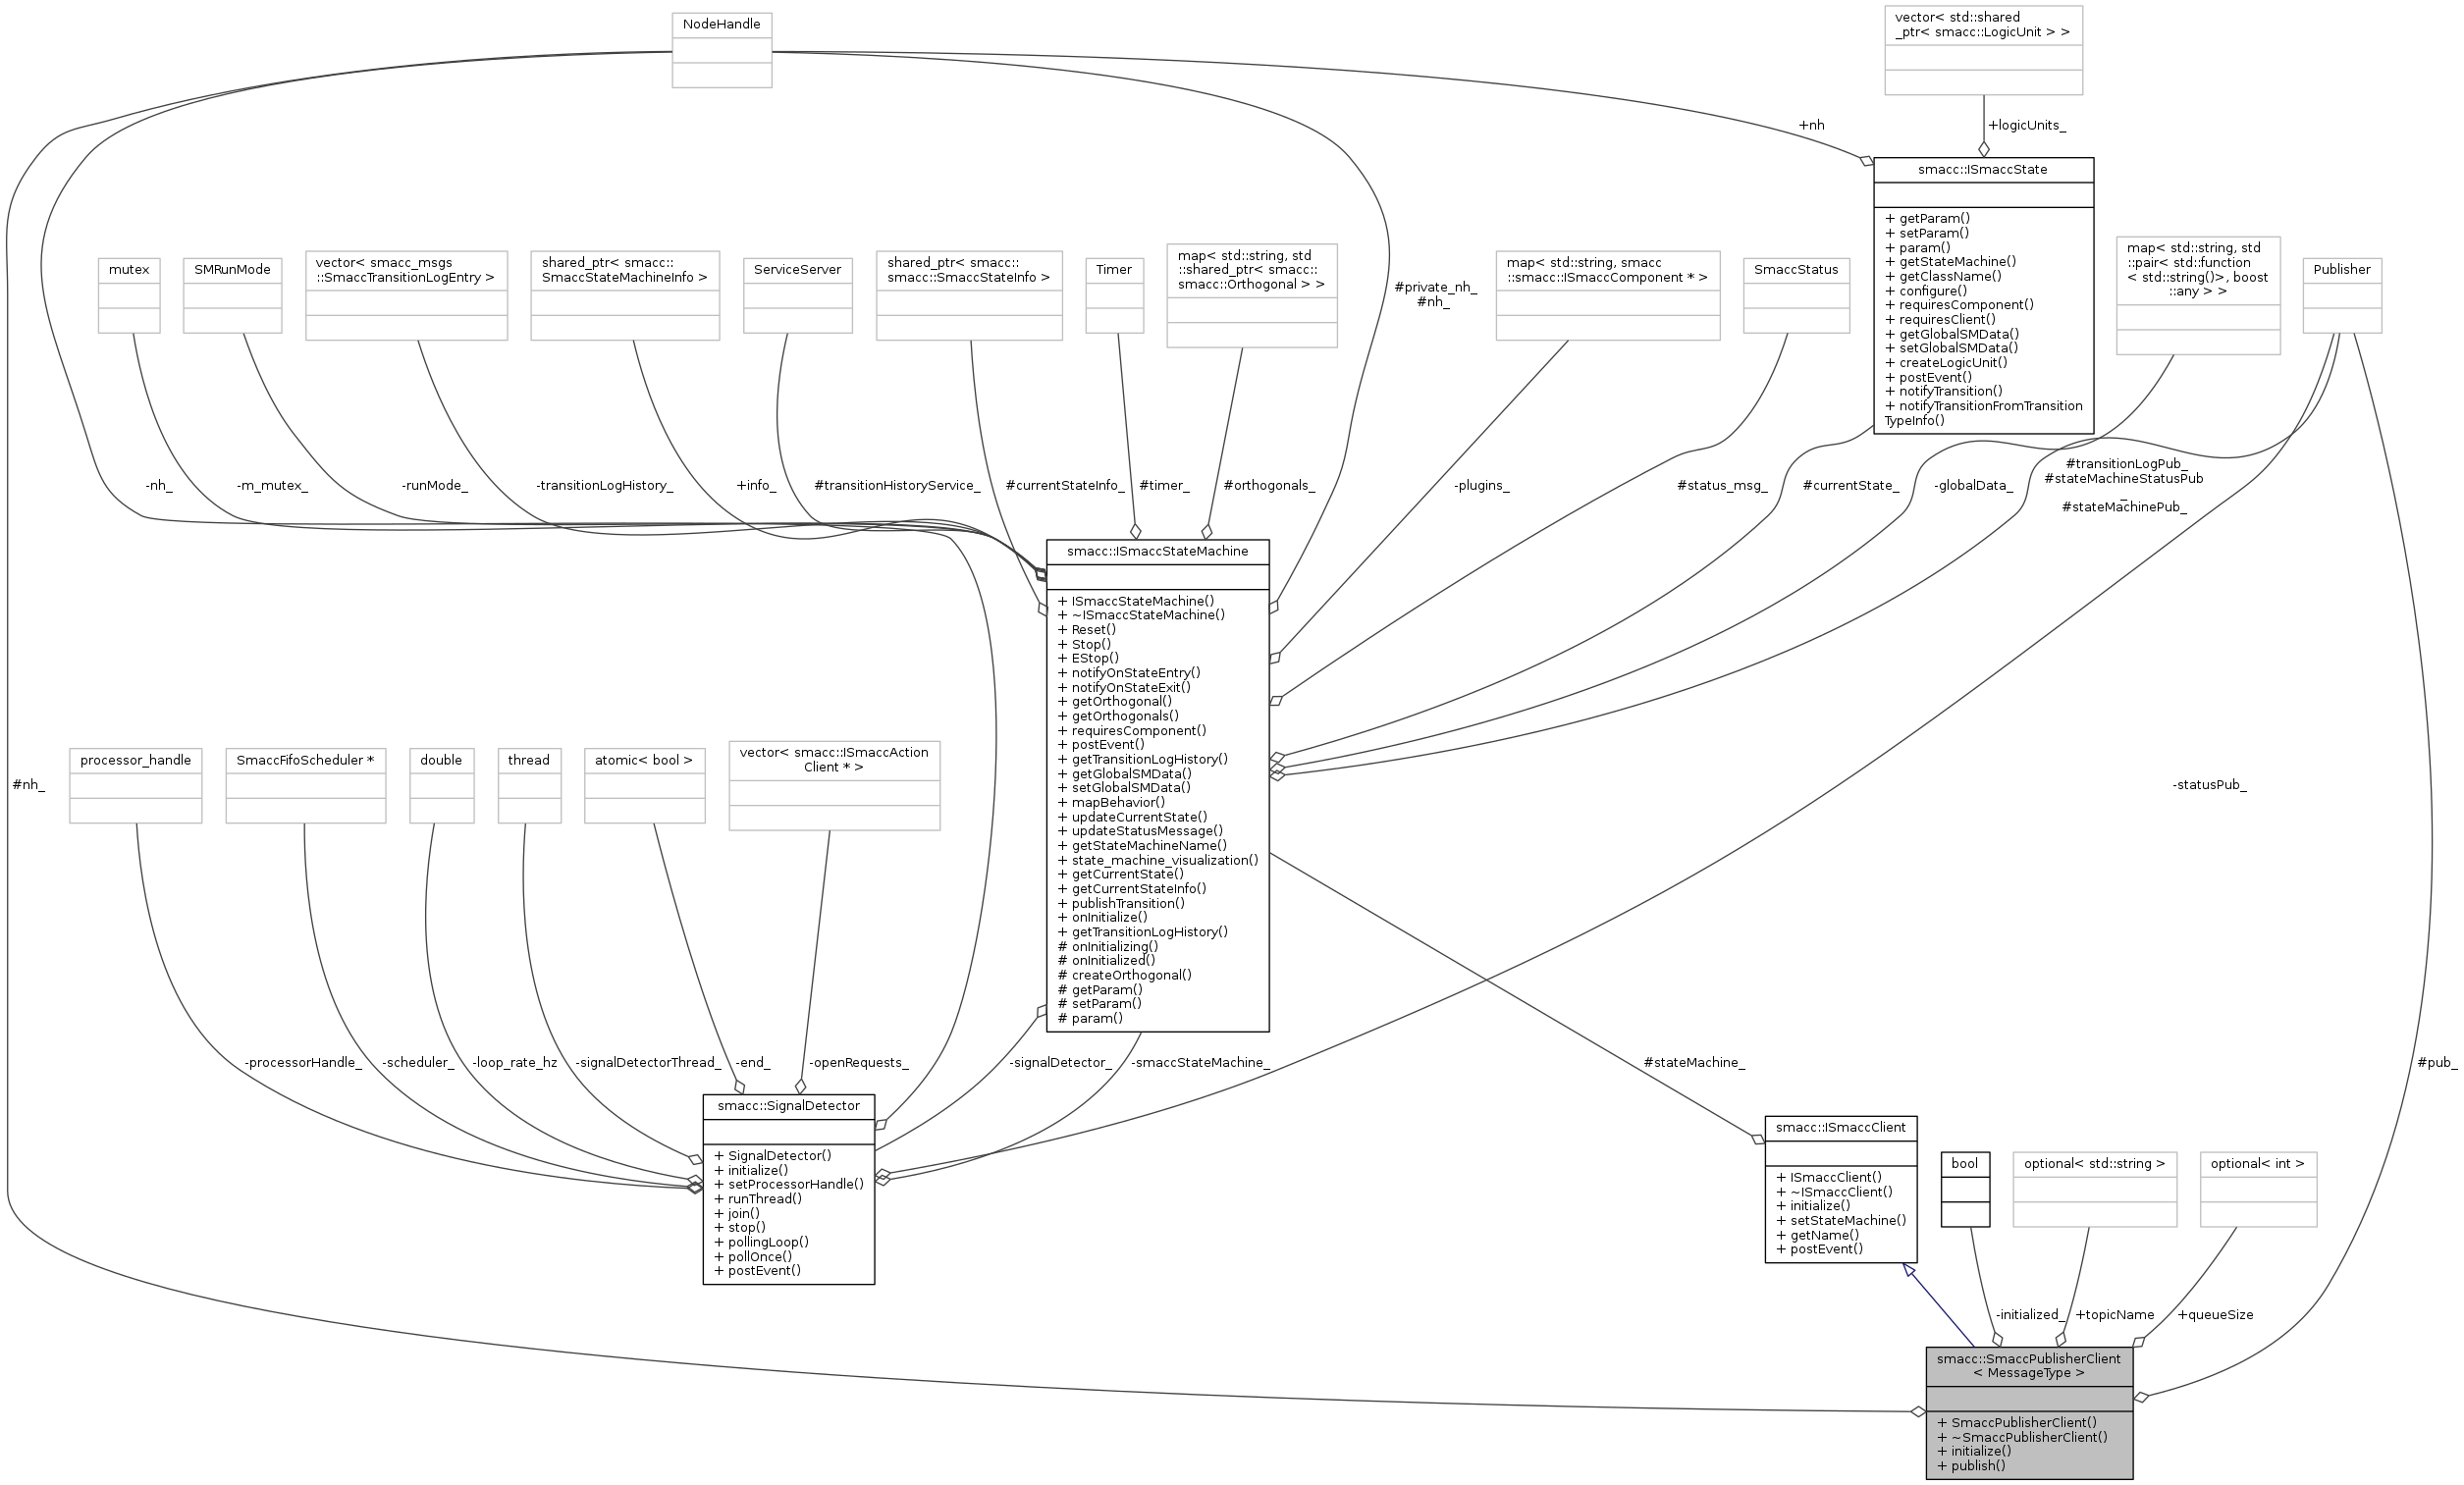 NodeHandle
vector< std::shared
_ptr< smacc::LogicUnit > >
+nh
+logicUnits_
smacc::ISmaccState
+ getParam()
+ setParam()
+ param()
+ getStateMachine()
+ getClassName()
+ configure()
+ requiresComponent()
+ requiresClient()
+ getGlobalSMData()
+ setGlobalSMData()
+ createLogicUnit()
+ postEvent()
+ notifyTransition()
+ notifyTransitionFromTransition
TypeInfo()
mutex
SMRunMode
vector< smacc_msgs
::SmaccTransitionLogEntry >
shared_ptr< smacc::
SmaccStateMachineInfo >
ServiceServer
shared_ptr< smacc::
smacc::SmaccStateInfo >
Timer
map< std::string, std
::shared_ptr< smacc::
smacc::Orthogonal > >
#private_nh_
#nh_
map< std::string, smacc
::smacc::ISmaccComponent * >
SmaccStatus
map< std::string, std
::pair< std::function
< std::string()>, boost
::any > >
Publisher
-nh_
-m_mutex_
-runMode_
-transitionLogHistory_
+info_
#transitionHistoryService_
#currentStateInfo_
#timer_
#orthogonals_
-plugins_
#status_msg_
#currentState_
-globalData_
#transitionLogPub_
#stateMachineStatusPub
_
#stateMachinePub_
smacc::ISmaccStateMachine
+ ISmaccStateMachine()
+ ~ISmaccStateMachine()
+ Reset()
+ Stop()
+ EStop()
+ notifyOnStateEntry()
+ notifyOnStateExit()
+ getOrthogonal()
+ getOrthogonals()
+ requiresComponent()
+ postEvent()
+ getTransitionLogHistory()
+ getGlobalSMData()
+ setGlobalSMData()
+ mapBehavior()
+ updateCurrentState()
+ updateStatusMessage()
+ getStateMachineName()
+ state_machine_visualization()
+ getCurrentState()
+ getCurrentStateInfo()
+ publishTransition()
+ onInitialize()
+ getTransitionLogHistory()
# onInitializing()
# onInitialized()
# createOrthogonal()
# getParam()
# setParam()
# param()
#nh_
processor_handle
SmaccFifoScheduler *
double
thread
atomic< bool >
vector< smacc::ISmaccAction
Client * >
-statusPub_
-processorHandle_
-scheduler_
-loop_rate_hz
-signalDetectorThread_
-end_
-openRequests_
-signalDetector_
-smaccStateMachine_
#stateMachine_
#pub_
smacc::SignalDetector
+ SignalDetector()
+ initialize()
+ setProcessorHandle()
+ runThread()
+ join()
+ stop()
+ pollingLoop()
+ pollOnce()
+ postEvent()
smacc::ISmaccClient
+ ISmaccClient()
+ ~ISmaccClient()
+ initialize()
+ setStateMachine()
+ getName()
+ postEvent()
bool
optional< std::string >
optional< int >
-initialized_
+topicName
+queueSize
smacc::SmaccPublisherClient
< MessageType >
+ SmaccPublisherClient()
+ ~SmaccPublisherClient()
+ initialize()
+ publish()